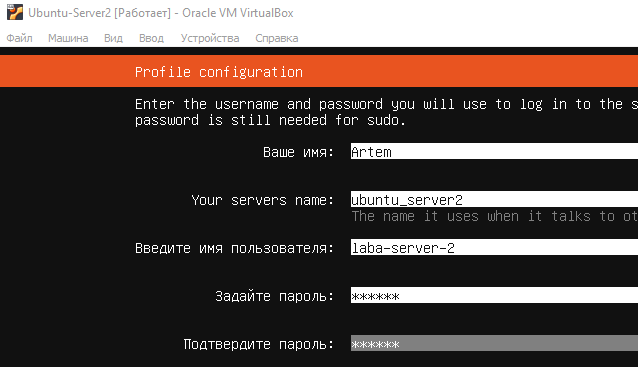 Ubuntu-Server2 [Работает] - Oracle VM VirtualBox
Файл Машина Вид Ввод Устройства Справка
Profile configuration
Enter the username and password you will use to log in to the s
password is still needed for sudo.
Ваше имя: Artem
Your servers name: ubuntu_server2
The name it uses when it talks to ot
Введите имя пользователя: laba-server-2
Задайте пароль: ******
Подтвердите пароль: ******